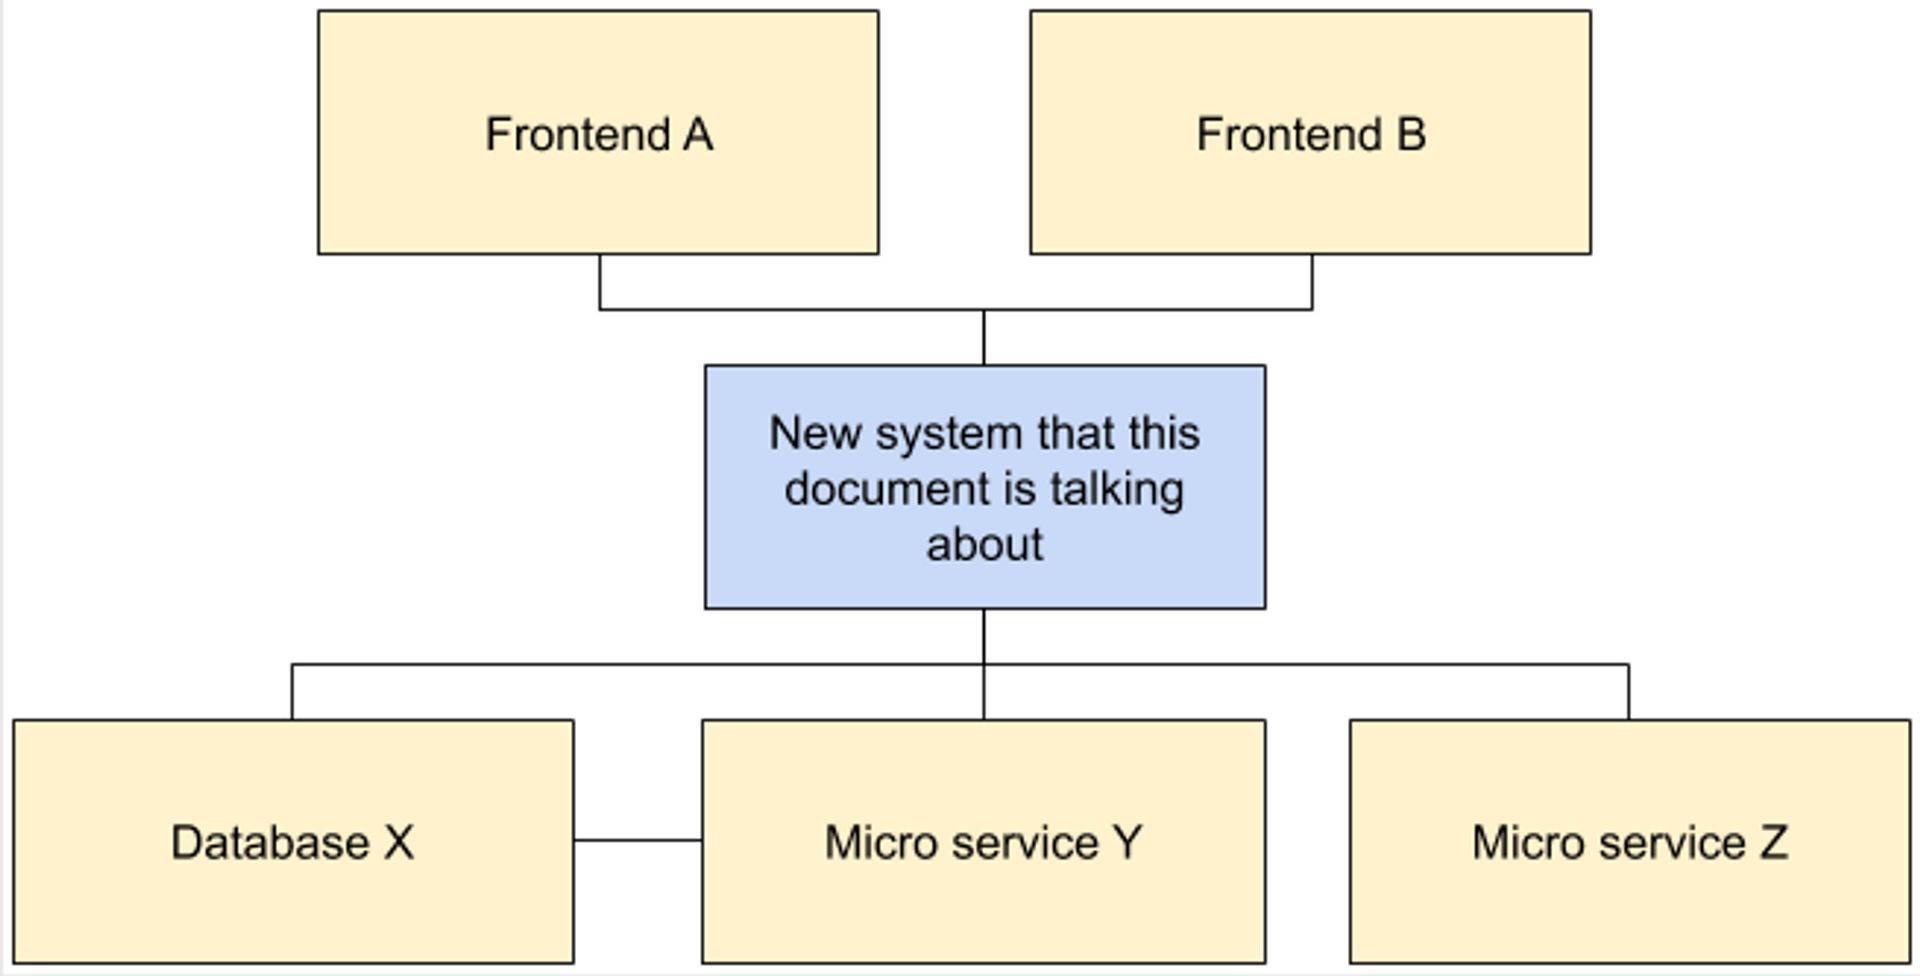 Frontend A
Frontend B
New system that this
document is talking
about
Database X
Micro service Y
Micro service Z